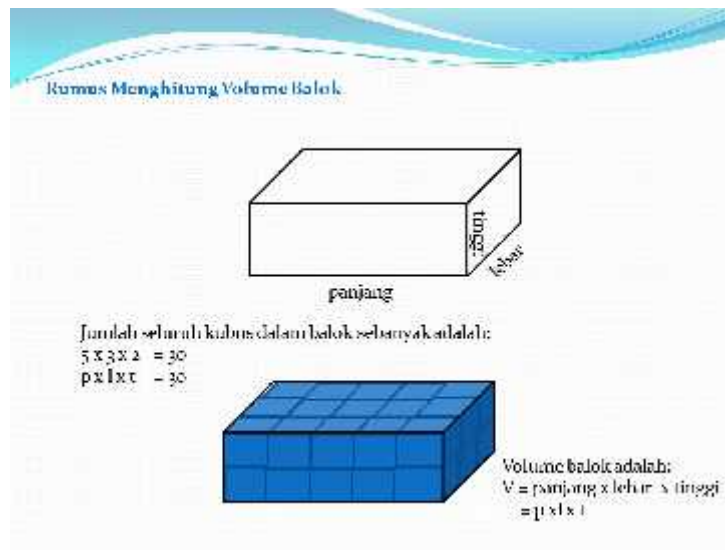 Rumus Menghitung Volume Balok
tinggi
lebar
panjang
Jumlah seluruh kubus dalam balok sebanyak adalah:
5 x 3 x 2 = 30
p x l x t = 30
Volume balok adalah:
V = panjang x lebar x tinggi
= p x l x t